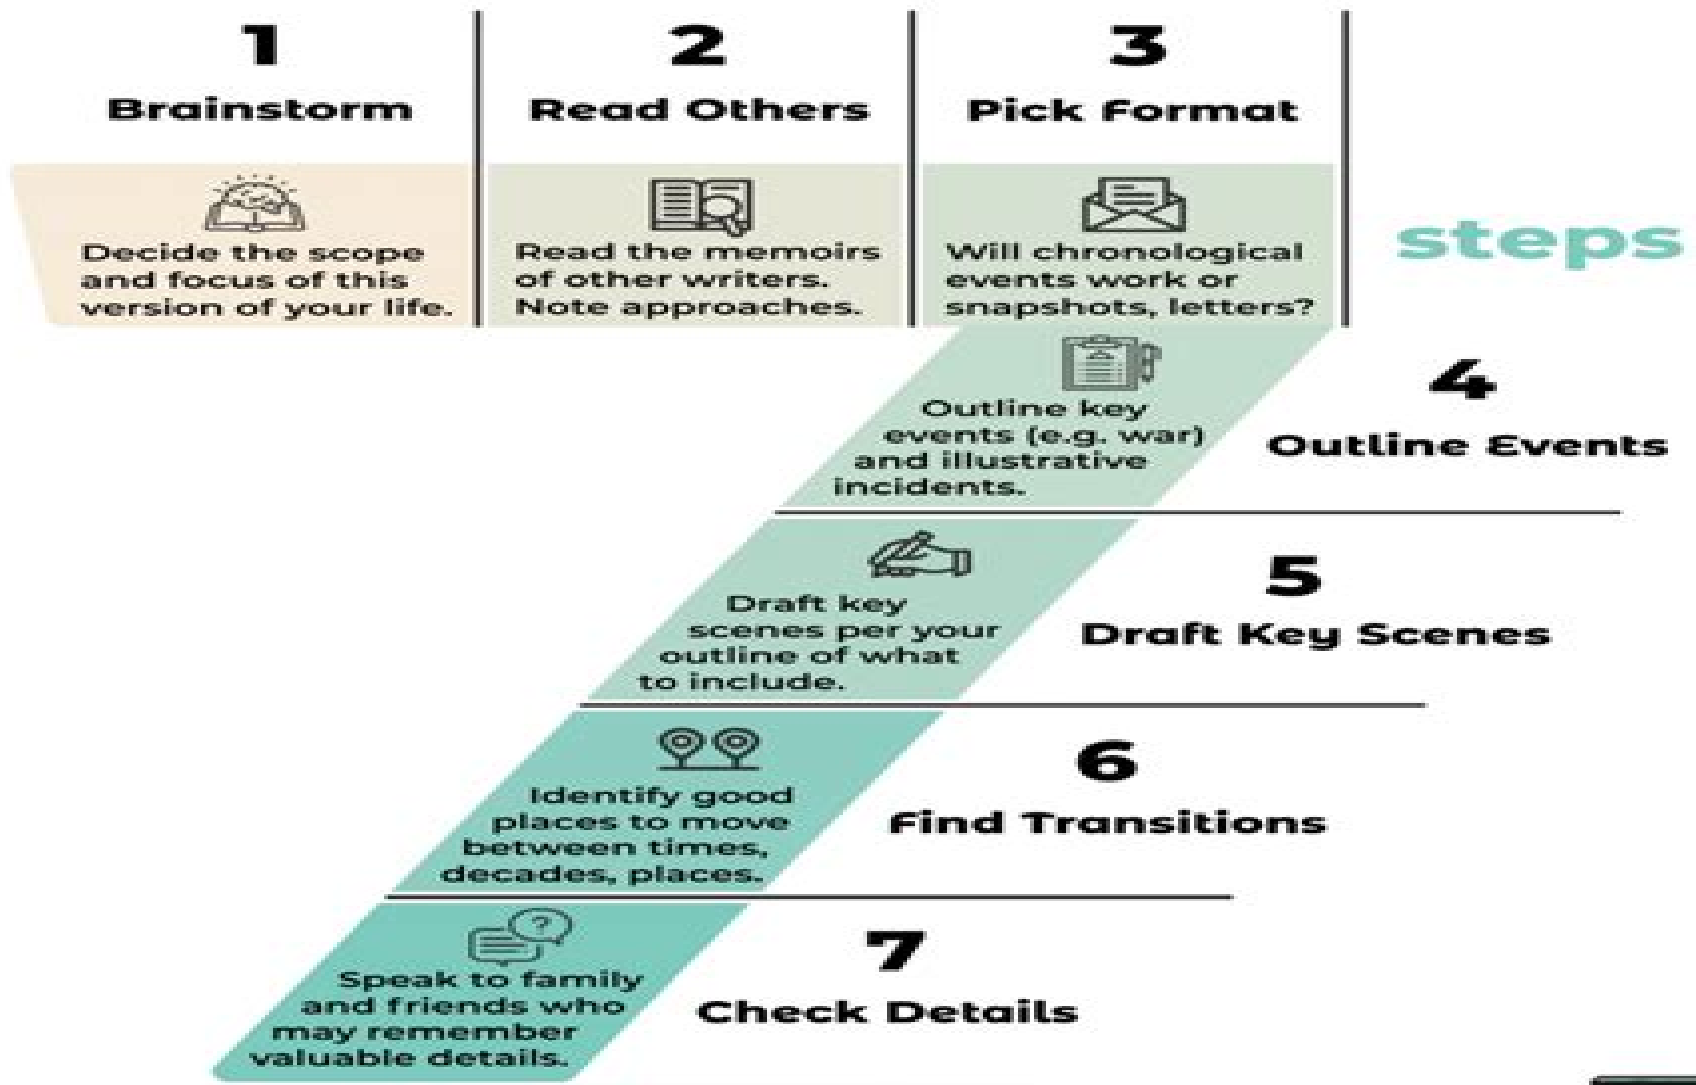 1
Brainstorm
Decide the scope
and focus of this
version of your life.
2
Read Others
Read the memoirs
of other writers.
Note approaches.
3
Pick Format
Will chronological
events work or
snapshots, letters?
steps
4
Outline Events
Outline key
events (e.g. war)
and illustrative
incidents.
5
Draft Key Scenes
Draft key
scenes per your
outline of what
to include.
6
Find Transitions
Identify good
places to move
between times,
decades, places.
7
Check Details
Speak to family
and friends who
may remember
valuable details.